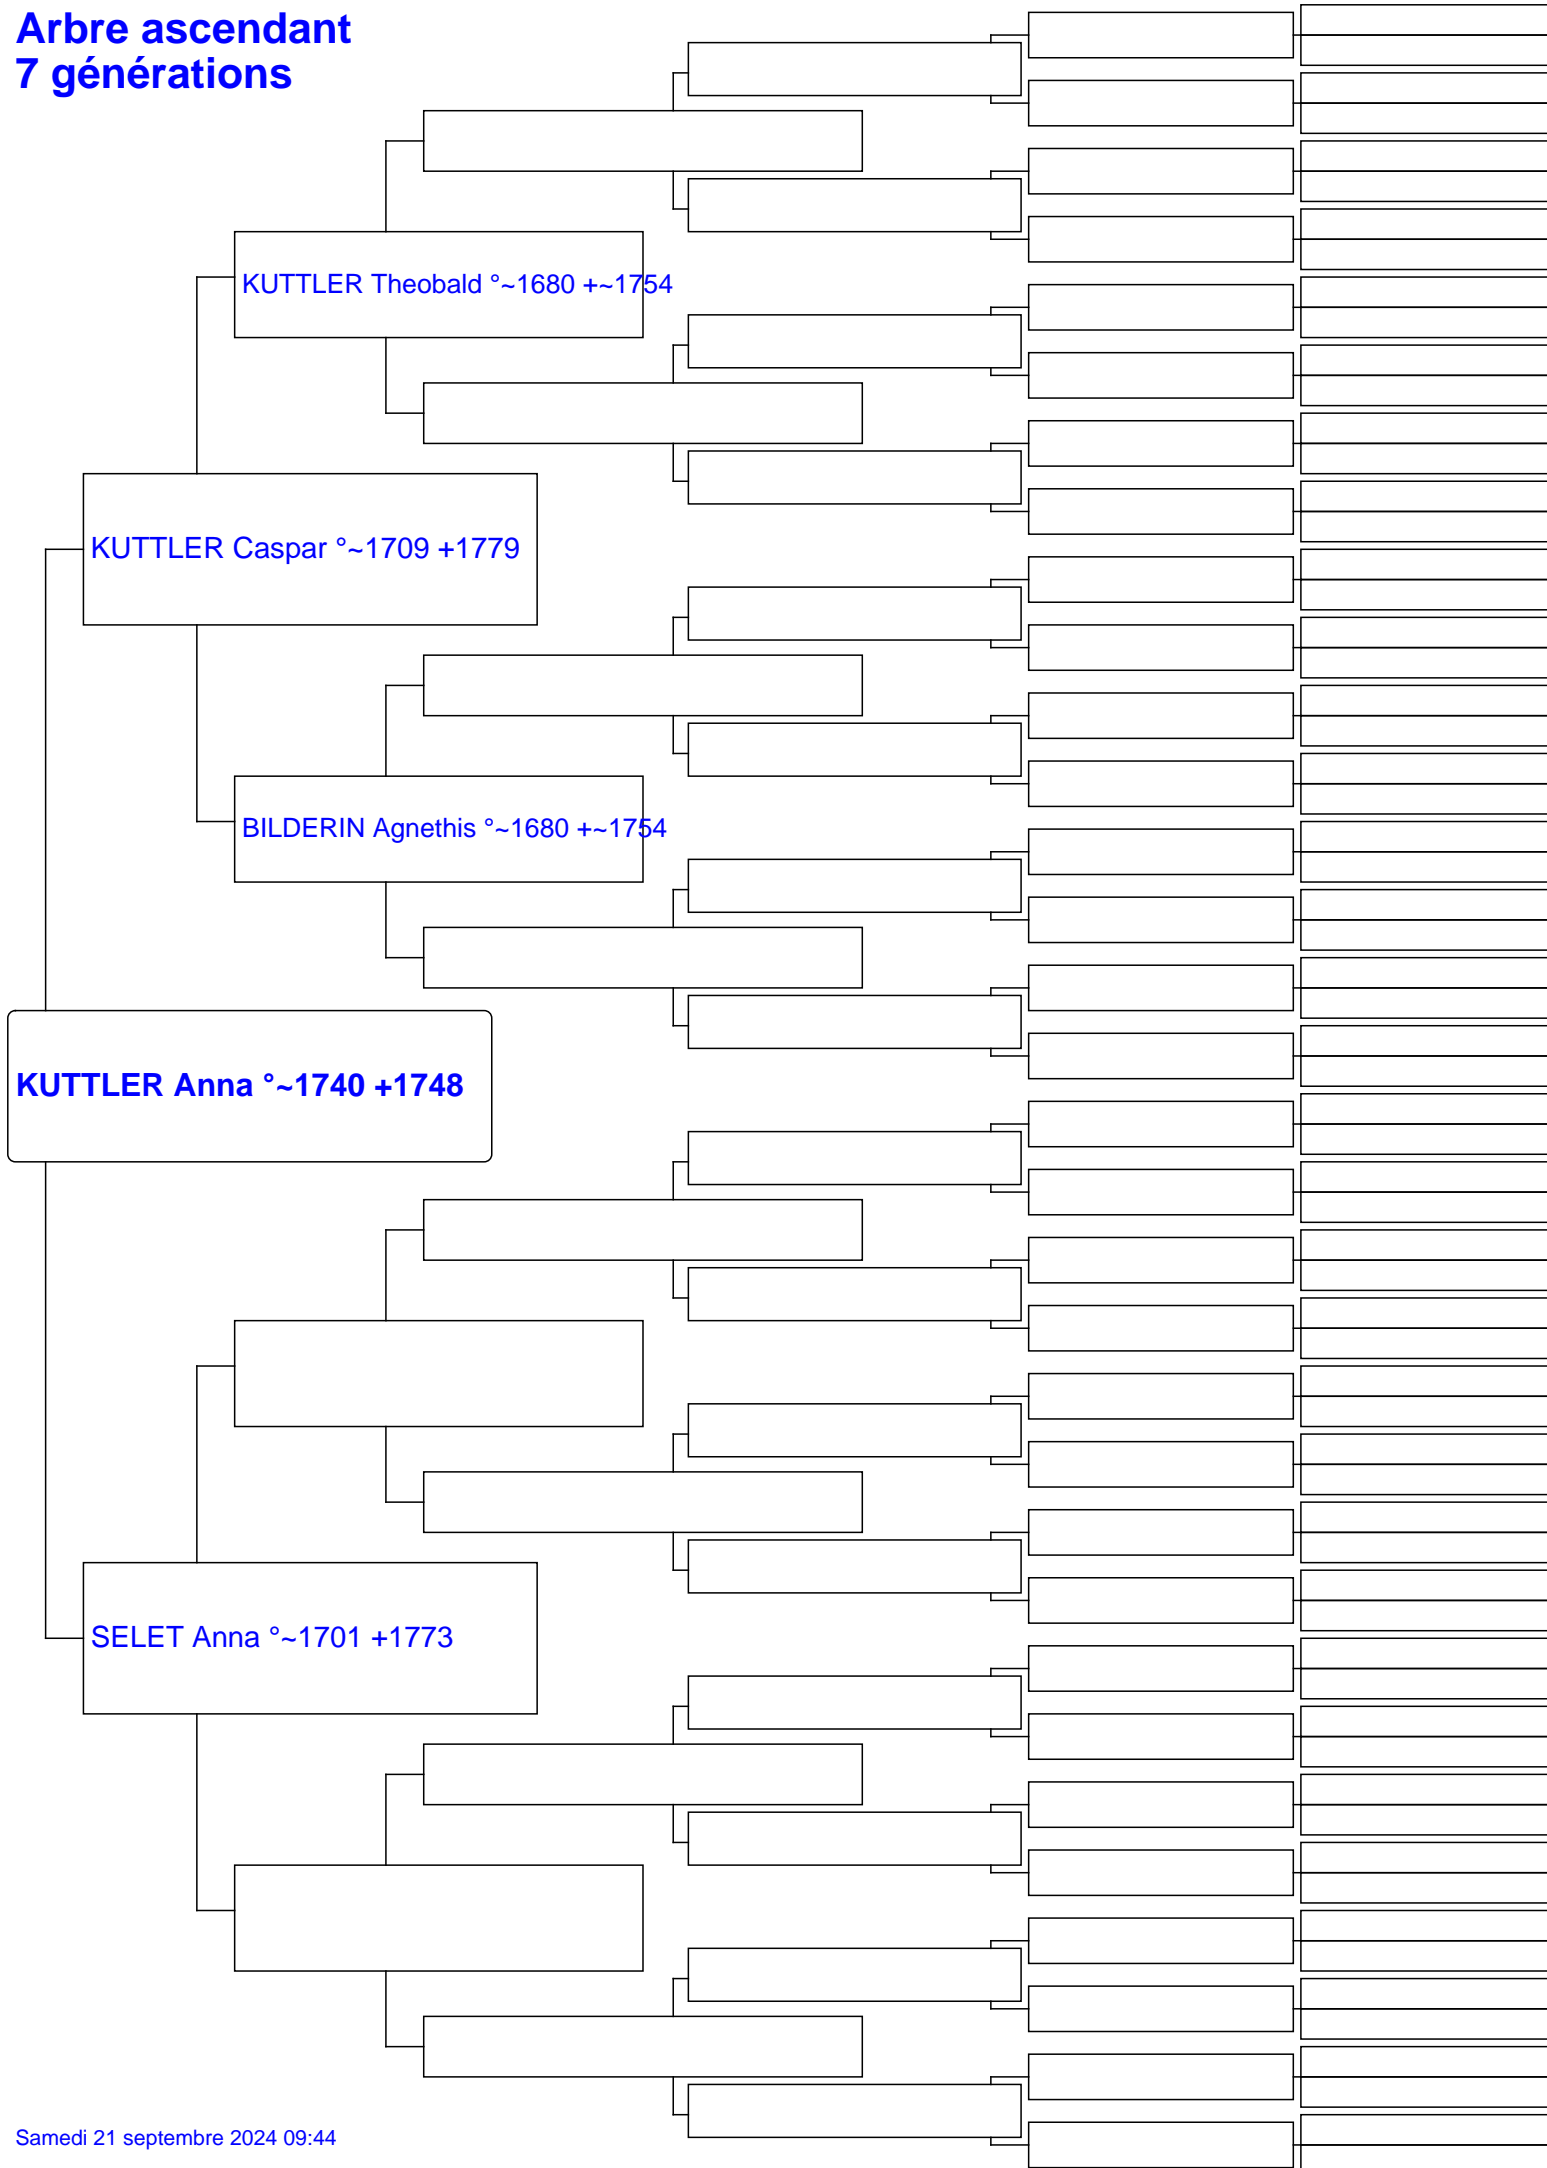 Arbre ascendant
7 générations
KUTTLER Theobald °~1680 +~1754
KUTTLER Caspar °~1709 +1779
BILDERIN Agnethis °~1680 +~1754
KUTTLER Anna °~1740 +1748
SELET Anna °~1701 +1773
Samedi 21 septembre 2024 09:44